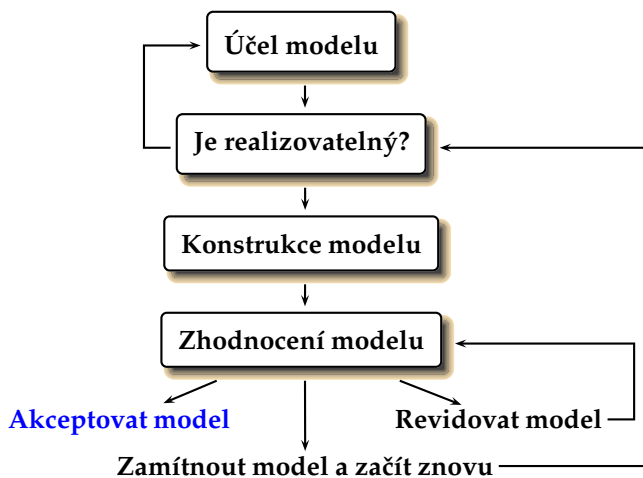 Účel modelu
Je realizovatelný?
Konstrukce modelu
Zhodnocení modelu
Akceptovat model
Revidovat model
Zamítnout model a začít znovu